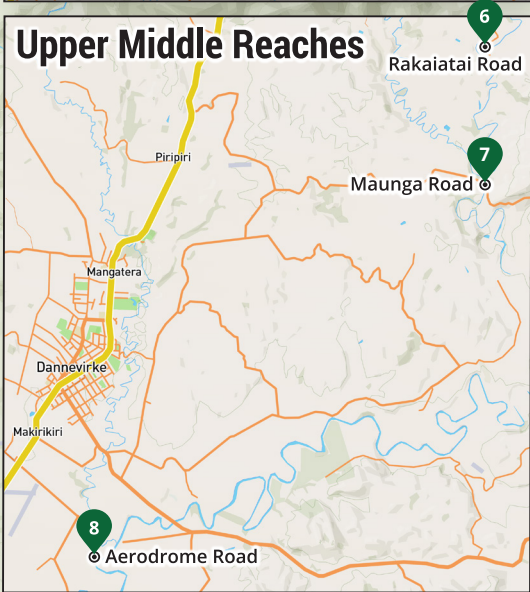 Upper Middle Reaches
6
Rakaiatai Road
Piripiri
7
Maunga Road
Mangatera
Dannevirke
Makirikiri
8
Aerodrome Road